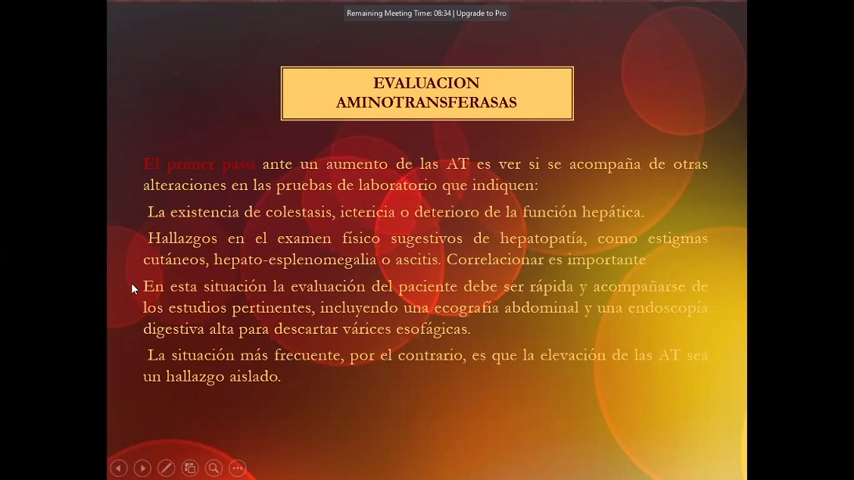 Remaining Meeting Time: 08:34 | Upgrade to Pro
EVALUACION
AMINOTRANSFERASAS
El primer paso ante un aumento de las AT es ver si se acompaña de otras
alteraciones en las pruebas de laboratorio que indiquen:
La existencia de colestasis, ictericia o deterioro de la función hepática.
Hallazgos en el examen físico sugestivos de hepatopatía, como estigmas
cutáneos, hepato-esplenomegalia o ascitis. Correlacionar es importante
En esta situación la evaluación del paciente debe ser rápida y acompañarse de
los estudios pertinentes, incluyendo una ecografía abdominal y una endoscopía
digestiva alta para descartar várices esofágicas.
La situación más frecuente, por el contrario, es que la elevación de las AT sea
un hallazgo aislado.